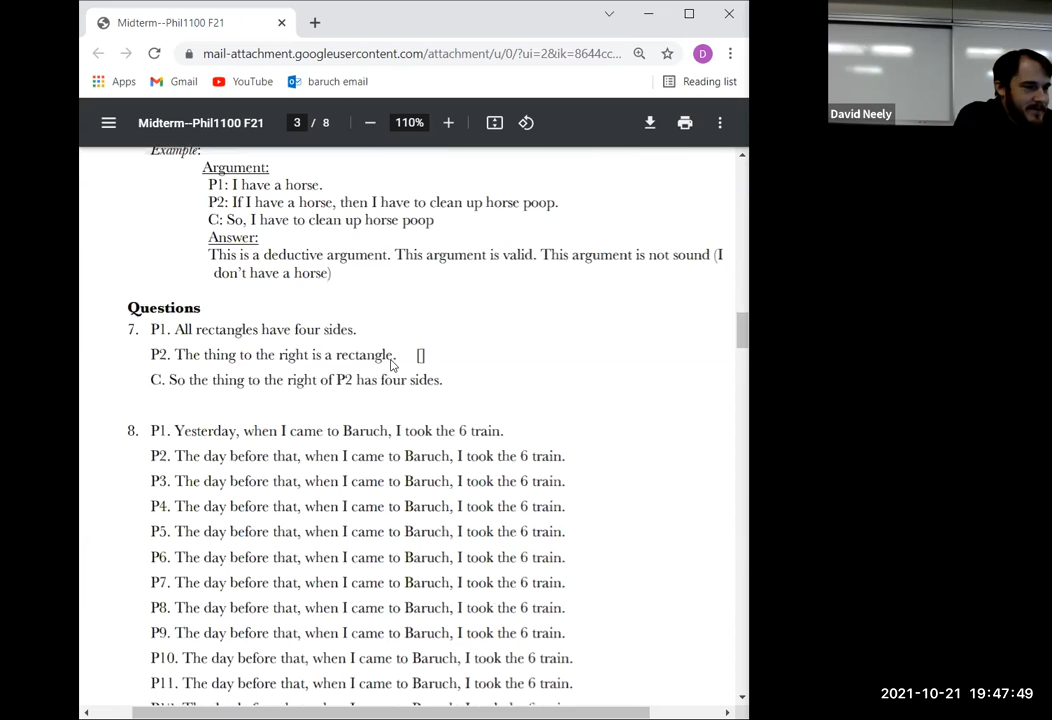 Midterm--Phil1100 F21
mail-attachment.googleusercontent.com/attachment/u/0/?ui=2&ik=8644cc...
D
Apps Gmail YouTube baruch email Reading list
Midterm--Phil1100 F21 3 / 8 110%
David Neely
Example:
Argument:
P1: I have a horse.
P2: If I have a horse, then I have to clean up horse poop.
C: So, I have to clean up horse poop
Answer:
This is a deductive argument. This argument is valid. This argument is not sound (I
don't have a horse)
Questions
7. P1. All rectangles have four sides.
P2. The thing to the right is a rectangle. []
C. So the thing to the right of P2 has four sides.
8. P1. Yesterday, when I came to Baruch, I took the 6 train.
P2. The day before that, when I came to Baruch, I took the 6 train.
P3. The day before that, when I came to Baruch, I took the 6 train.
P4. The day before that, when I came to Baruch, I took the 6 train.
P5. The day before that, when I came to Baruch, I took the 6 train.
P6. The day before that, when I came to Baruch, I took the 6 train.
P7. The day before that, when I came to Baruch, I took the 6 train.
P8. The day before that, when I came to Baruch, I took the 6 train.
P9. The day before that, when I came to Baruch, I took the 6 train.
P10. The day before that, when I came to Baruch, I took the 6 train.
P11. The day before that, when I came to Baruch, I took the 6 train.
2021-10-21 19:47:49